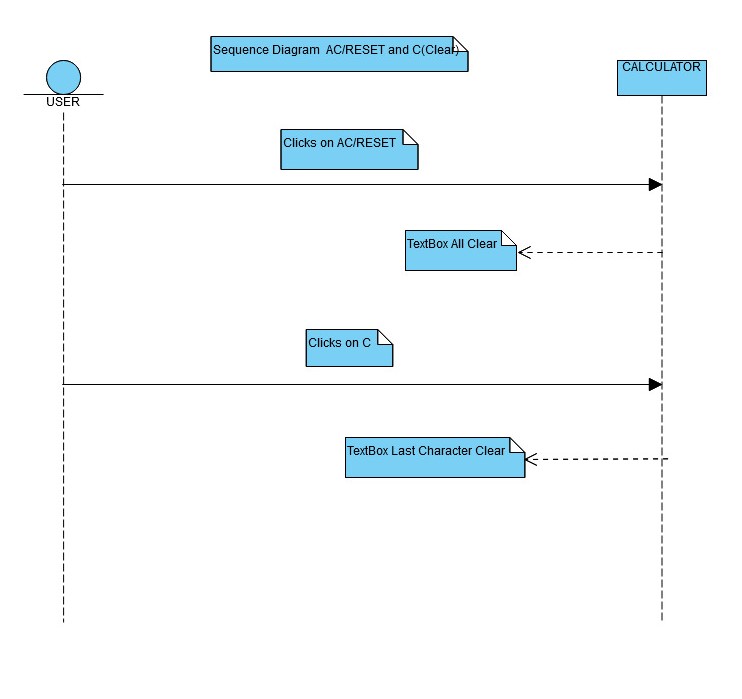 Sequence Diagram  AC/RESET and C(Clear)
USER
CALCULATOR
Clicks on AC/RESET
TextBox All Clear
Clicks on C
TextBox Last Character Clear